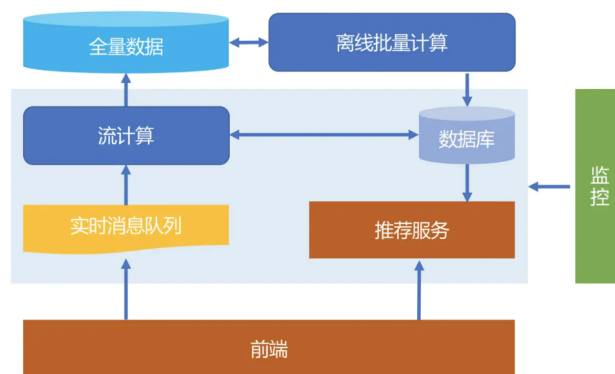 全量数据
离线批量计算
流计算
数据库
监控
实时消息队列
推荐服务
前端